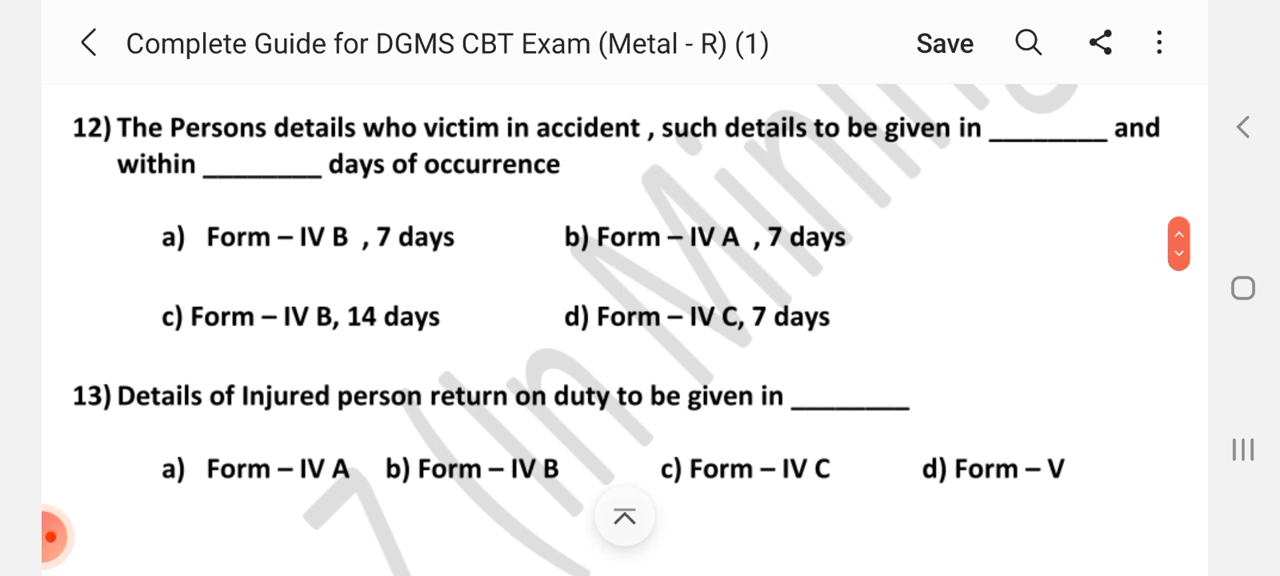 Complete Guide for DGMS CBT Exam (Metal - R) (1) Save
12) The Persons details who victim in accident , such details to be given in ________ and
within ________ days of occurrence
a) Form – IV B , 7 days b) Form – IV A , 7 days
c) Form – IV B, 14 days d) Form – IV C, 7 days
13) Details of Injured person return on duty to be given in ________
a) Form – IV A b) Form – IV B c) Form – IV C d) Form – V